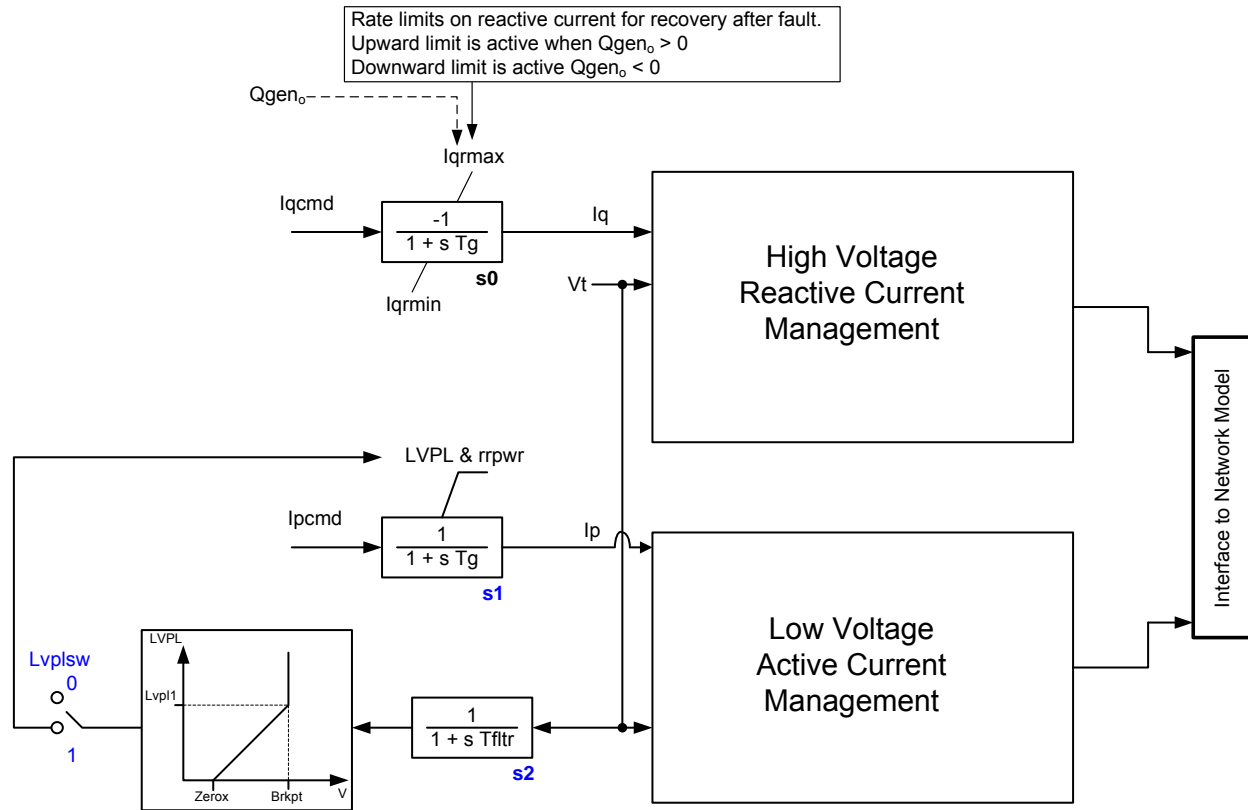 Rate limits on reactive current for recovery after fault.
Upward limit is active when Qgenₒ > 0
Downward limit is active Qgenₒ < 0
Qgenₒ
Iqrmax
Iqcmd
-1
1 + s Tg
s0
Iqrmin
Iq
Vt
High Voltage
Reactive Current
Management
Interface to Network Model
LVPL & rrpwr
Ipcmd
1
1 + s Tg
s1
Ip
Low Voltage
Active Current
Management
Lvplsw
0
1
LVPL
Lvpl1
Zerox
Brkpt
V
1
1 + s Tfltr
s2